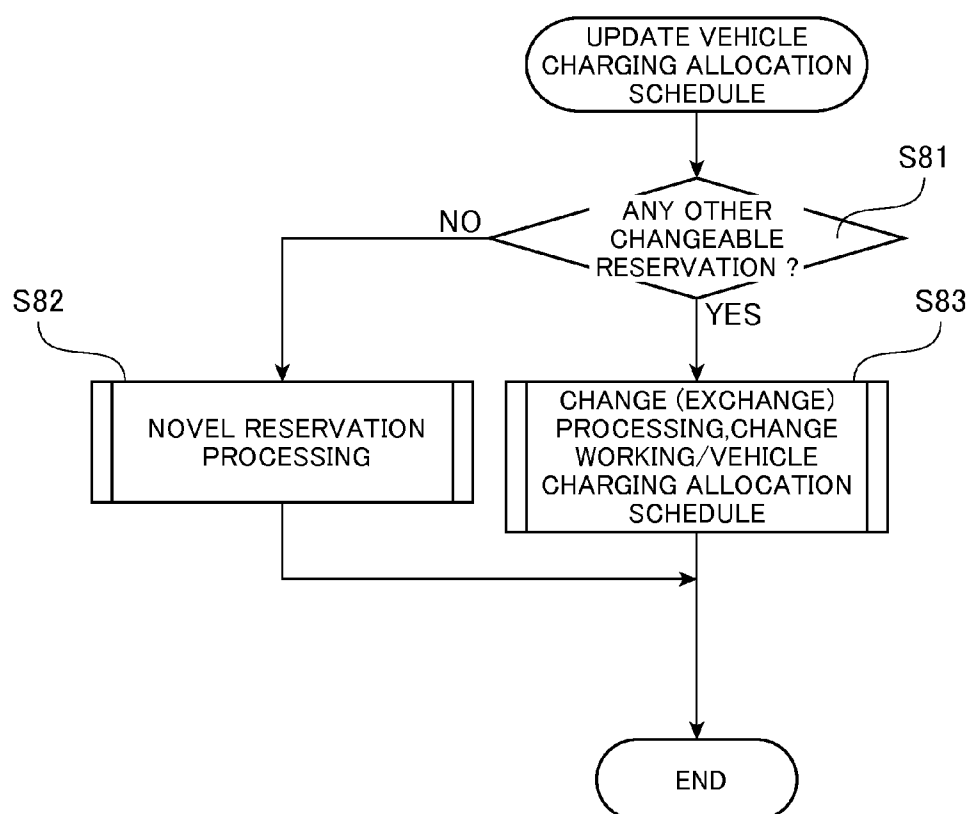 UPDATE VEHICLE
CHARGING ALLOCATION
SCHEDULE
S81
ANY OTHER
CHANGEABLE
RESERVATION ?
NO
YES
S82
S83
NOVEL RESERVATION
PROCESSING
CHANGE (EXCHANGE)
PROCESSING,CHANGE
WORKING/VEHICLE
CHARGING ALLOCATION
SCHEDULE
END